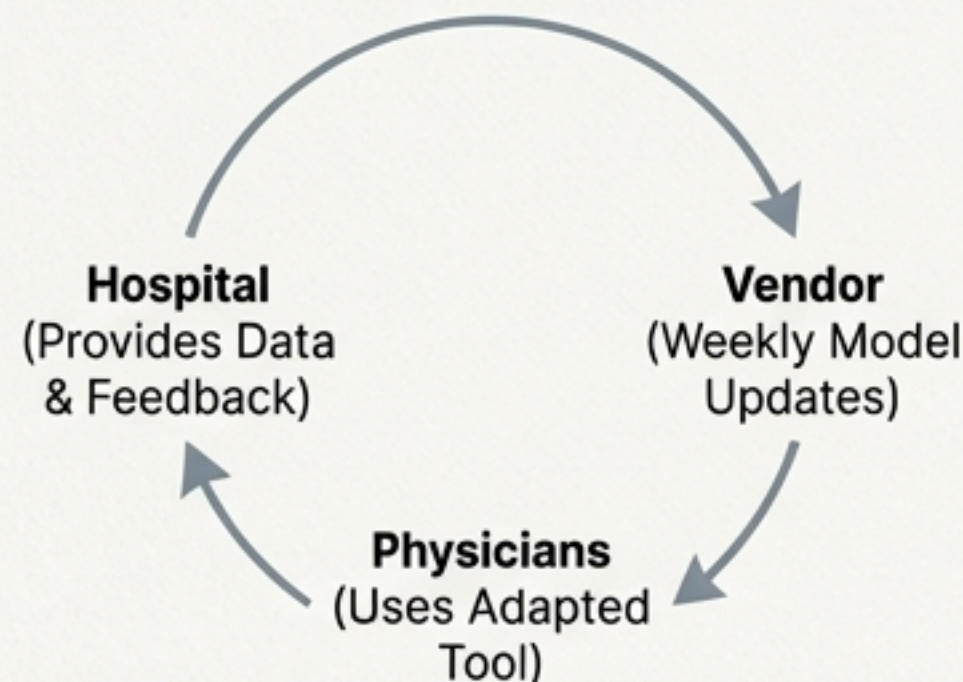 Hospital
(Provides Data
& Feedback)
Vendor
(Weekly Model
Updates)
Physicians
(Uses Adapted
Tool)